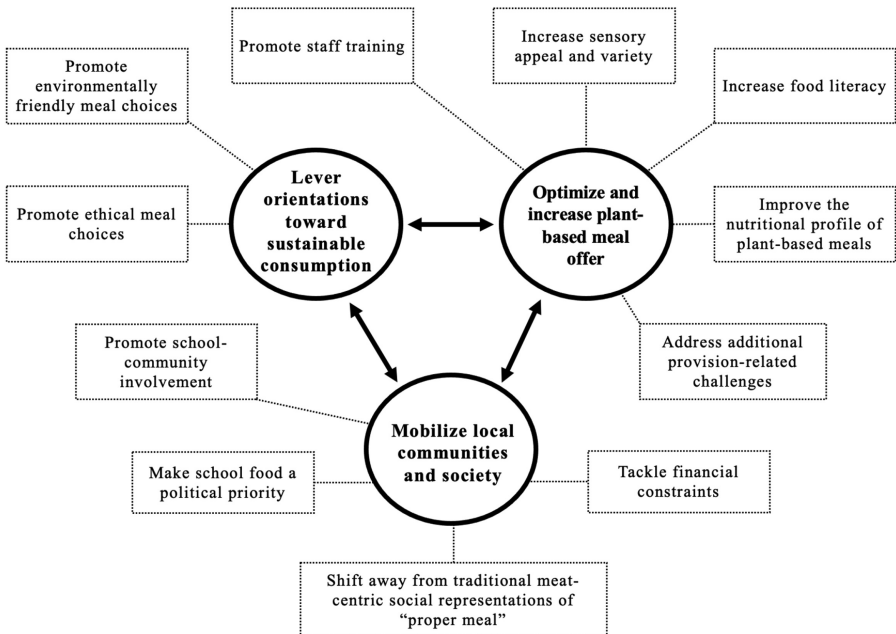 Promote staff training
Increase sensory
appeal and variety
Promote
environmentally
friendly meal choices
Increase food literacy
Lever
orientations
toward
sustainable
consumption
Optimize and
increase plant-
based meal
offer
Promote ethical meal
choices
Improve the
nutritional profile of
plant-based meals
Promote school-
community
involvement
Address additional
provision-related
challenges
Mobilize local
communities
and society
Make school food a
political priority
Tackle financial
constraints
Shift away from traditional meat-
centric social representations of
“proper meal”